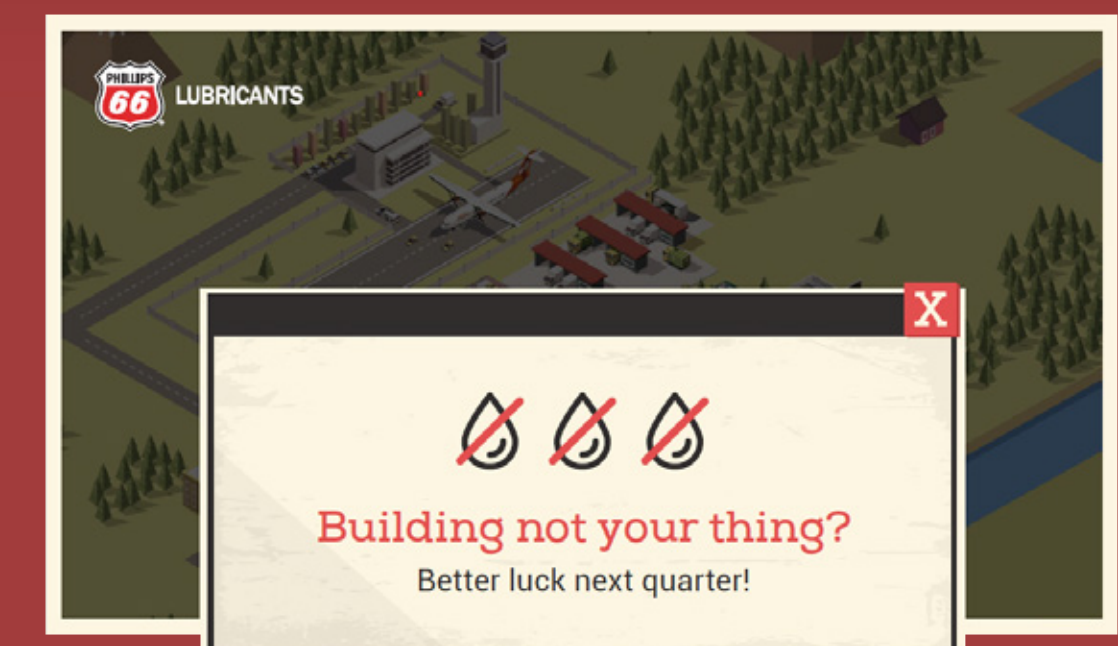 PHILLIPS
66
LUBRICANTS
X
Building not your thing?
Better luck next quarter!